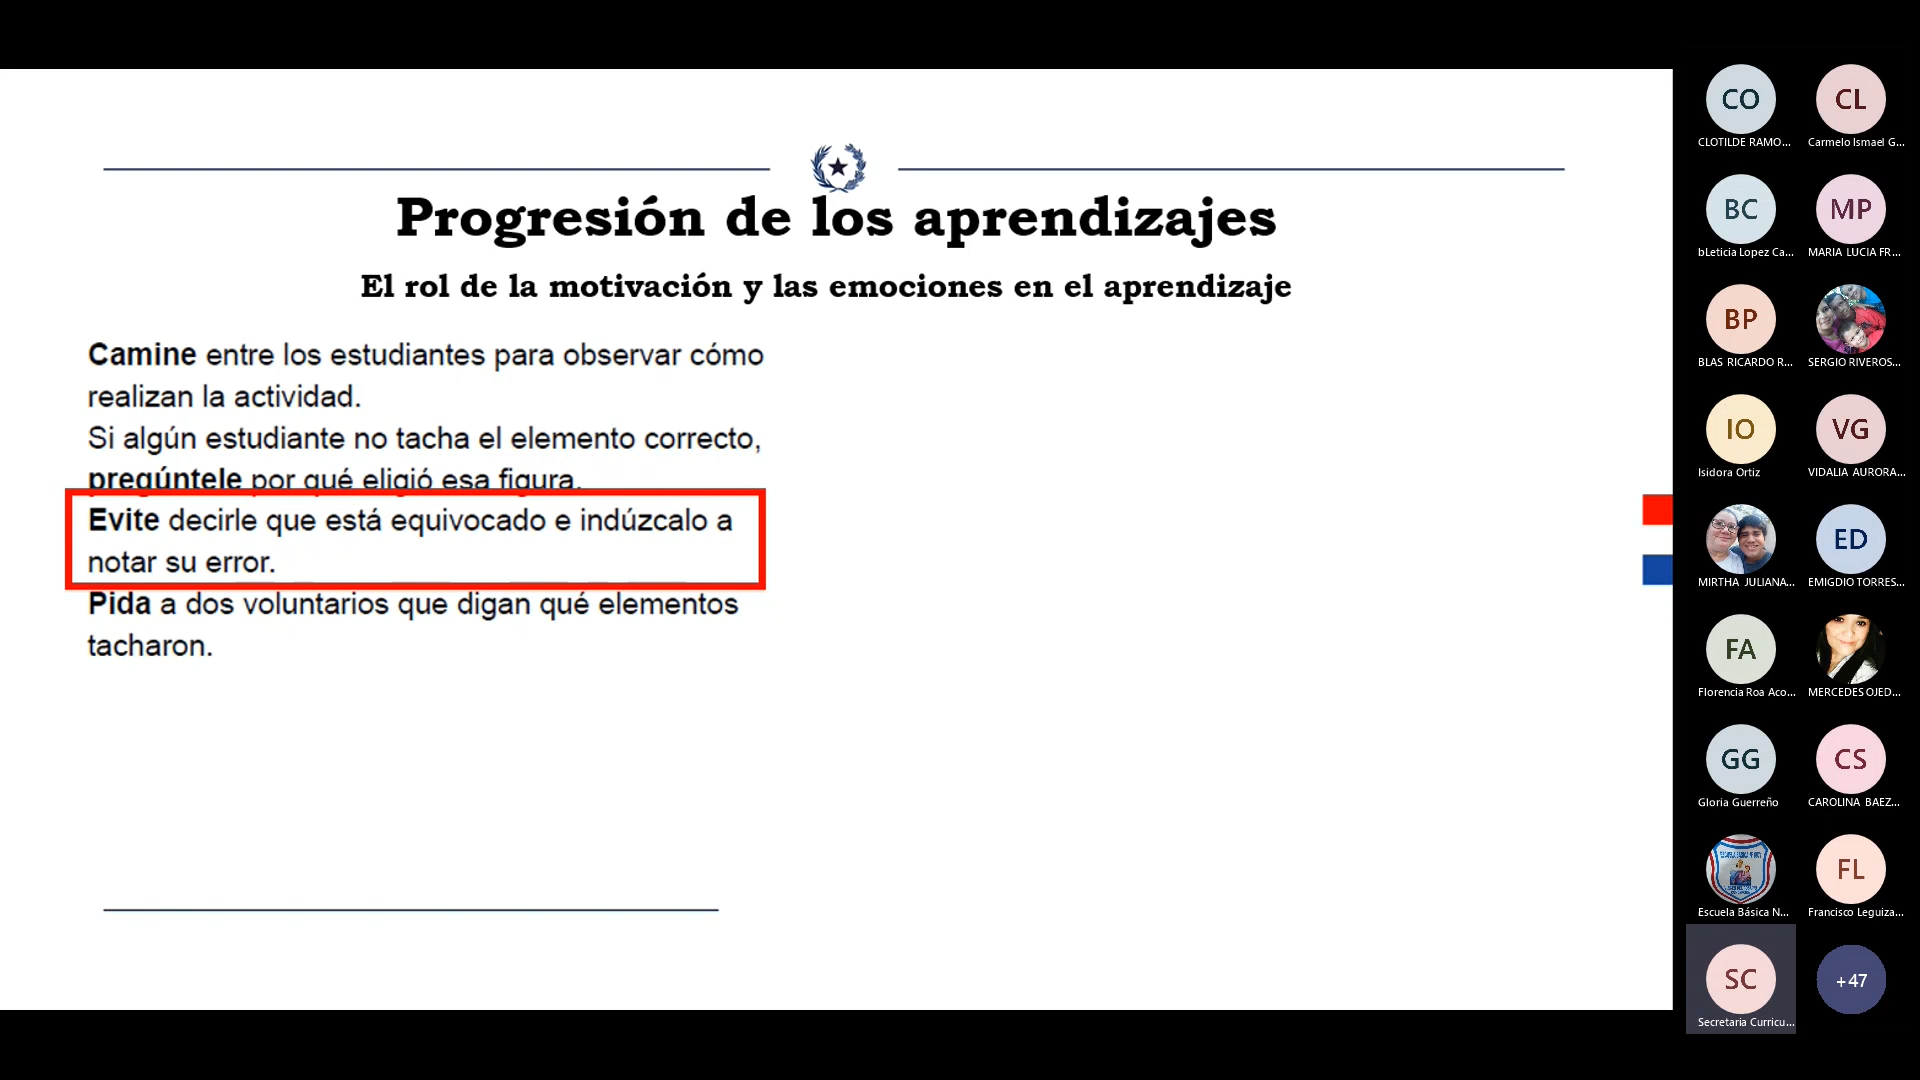 Progresión de los aprendizajes
El rol de la motivación y las emociones en el aprendizaje
Camine entre los estudiantes para observar cómo
realizan la actividad.
Si algún estudiante no tacha el elemento correcto,
pregúntele por qué eligió esa figura.
Evite decirle que está equivocado e indúzcalo a
notar su error.
Pida a dos voluntarios que digan qué elementos
tacharon.
CO
CLOTILDE RAMO...
CL
Carmelo Ismael G...
BC
bLeticia Lopez Ca...
MP
MARIA LUCIA FR...
BP
BLAS RICARDO R...
SERGIO RIVEROS...
IO
Isidora Ortiz
VG
VIDALIA AURORA...
MIRTHA JULIANA...
ED
EMIGDIO TORRES...
FA
Florencia Roa Aco...
MERCEDES OJED...
GG
Gloria Guerreño
CS
CAROLINA BAEZ...
Escuela Básica N...
FL
Francisco Leguiza...
SC
Secretaria Curricu...
+47